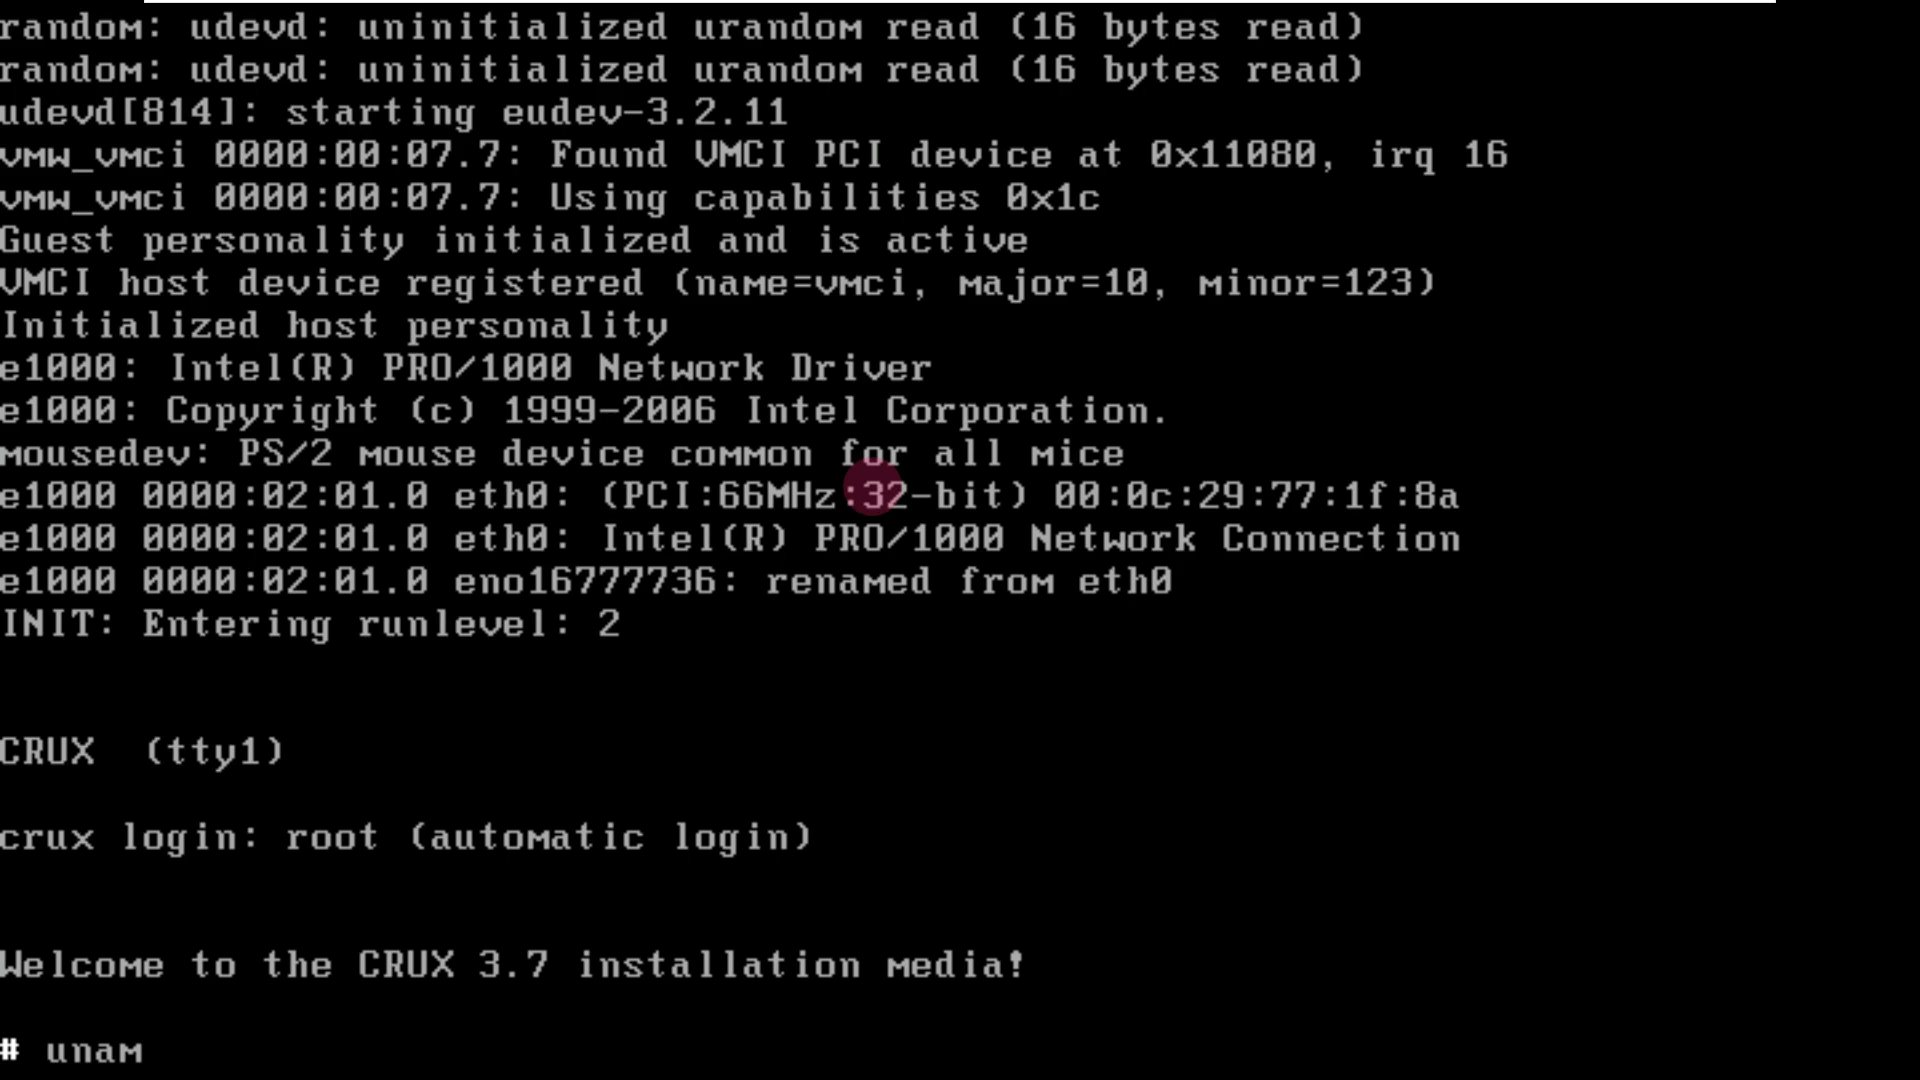 random: udevd: uninitialized urandom read (16 bytes read)
random: udevd: uninitialized urandom read (16 bytes read)
udevd[814]: starting eudev-3.2.11
vmw_vmci 0000:00:07.7: Found VMCI PCI device at 0x11080, irq 16
vmw_vmci 0000:00:07.7: Using capabilities 0x1c
Guest personality initialized and is active
VMCI host device registered (name=vmci, major=10, minor=123)
Initialized host personality
e1000: Intel(R) PRO/1000 Network Driver
e1000: Copyright (c) 1999-2006 Intel Corporation.
mousedev: PS/2 mouse device common for all mice
e1000 0000:02:01.0 eth0: (PCI:66MHz:32-bit) 00:0c:29:77:1f:8a
e1000 0000:02:01.0 eth0: Intel(R) PRO/1000 Network Connection
e1000 0000:02:01.0 eno16777736: renamed from eth0
INIT: Entering runlevel: 2
CRUX  (tty1)
crux login: root (automatic login)
Welcome to the CRUX 3.7 installation media!
# unam